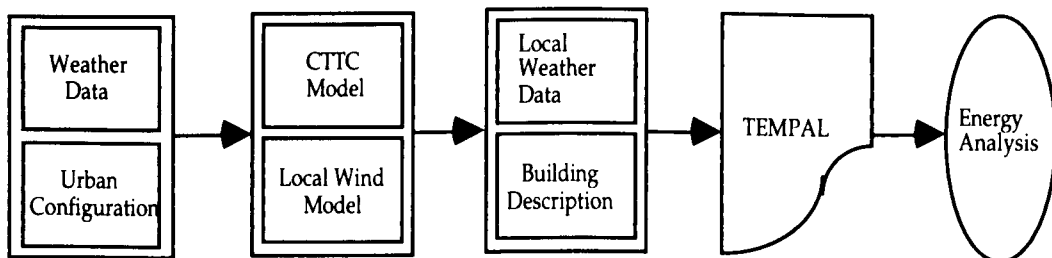 Weather
Data
Urban
Configuration
CTTC
Model
Local Wind
Model
Local
Weather
Data
Building
Description
TEMPAL
Energy
Analysis